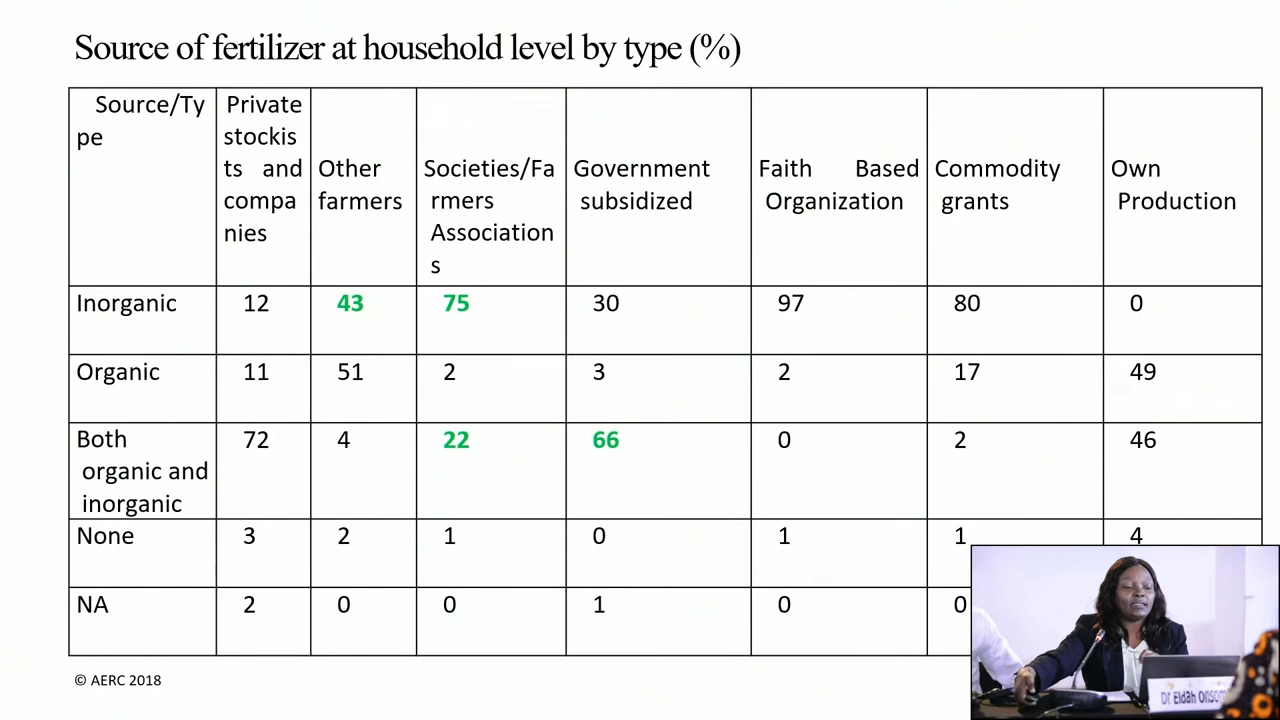 Source of fertilizer at household level by type (%)
Source/Ty
pe
Private
stockis
ts and
compa
nies
Other
farmers
Societies/Fa
rmers
Association
s
Government
subsidized
Faith Based
Organization
Commodity
grants
Own
Production
Inorganic 12 43 75 30 97 80 0
Organic 11 51 2 3 2 17 49
Both
organic and
inorganic
72 4 22 66 0 2 46
None 3 2 1 0 1 1 4
NA 2 0 0 1 0 0
© AERC 2018
Dr Eldah